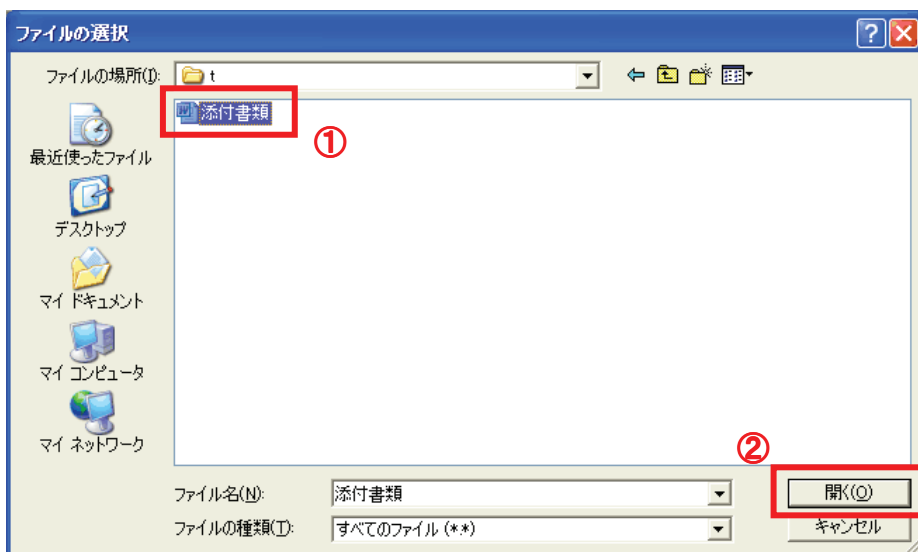 ファイルの選択
ファイルの場所(I): t
添付書類
①
最近使ったファイル
デスクトップ
マイ ドキュメント
マイ コンピュータ
マイ ネットワーク
②
ファイル名(N): 添付書類 開く(O)
ファイルの種類(T): すべてのファイル (*.*) キャンセル